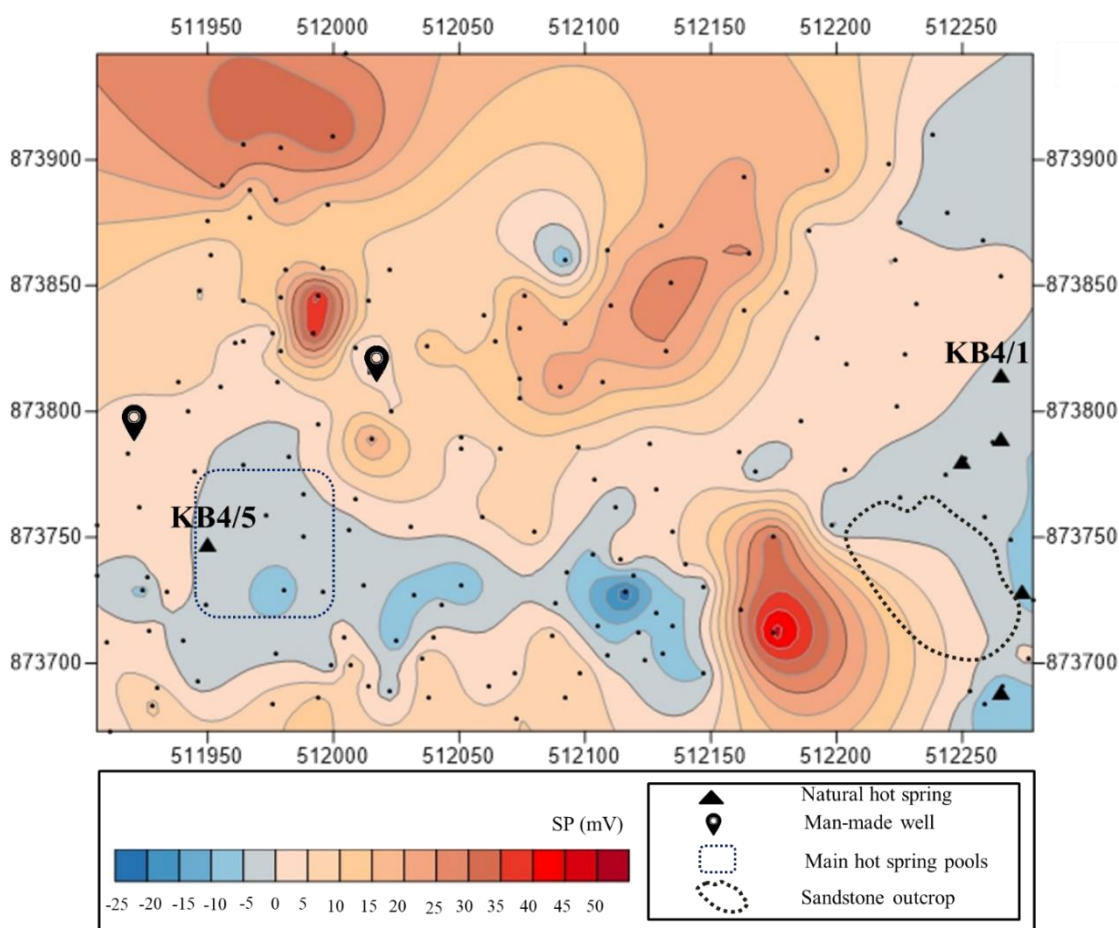 511950 512000 512050 512100 512150 512200 512250
873900 873900
873850 873850
KB4/1
873800 873800
KB4/5
873750 873750
873700 873700
511950 512000 512050 512100 512150 512200 512250
SP (mV)
-25 -20 -15 -10 -5 0 5 10 15 20 25 30 35 40 45 50
Natural hot spring
Man-made well
Main hot spring pools
Sandstone outcrop